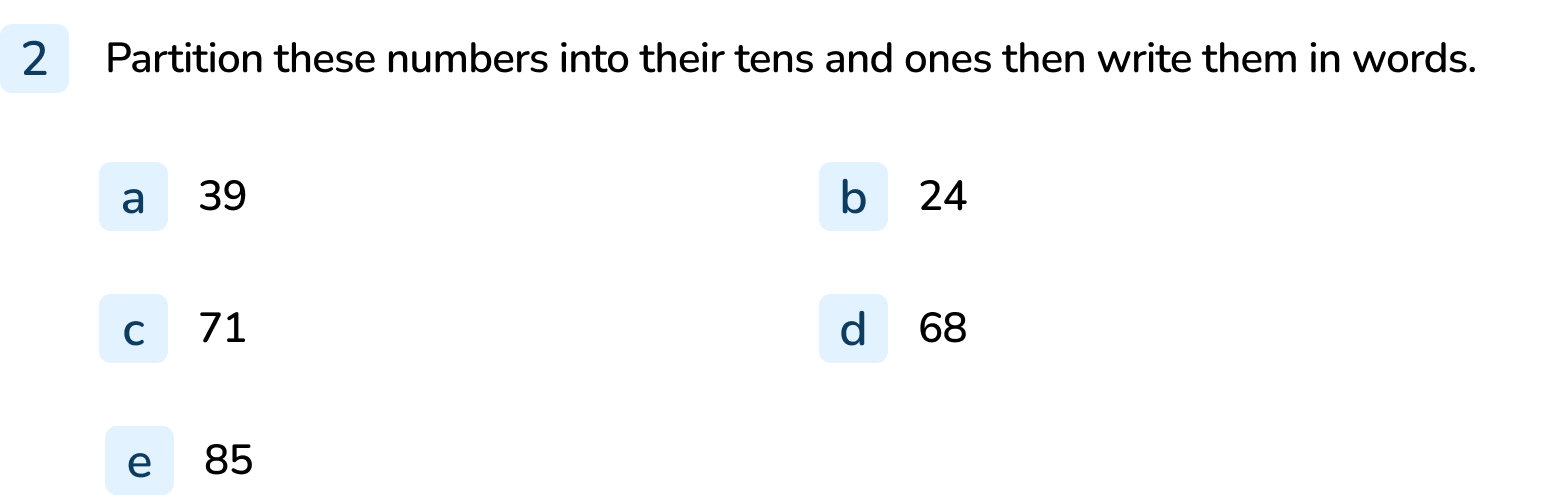 2 Partition these numbers into their tens and ones then write them in words.
a 39 b 24
c 71 d 68
e 85